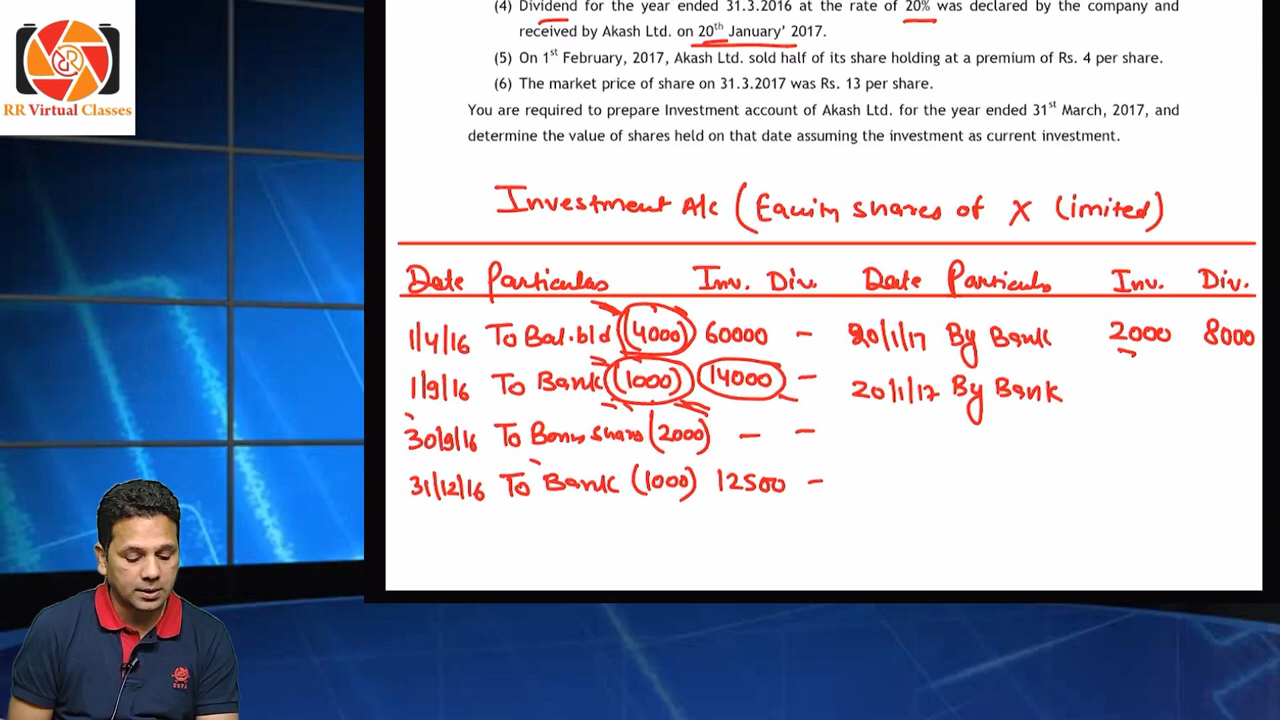 RR Virtual Classes
(4) Dividend for the year ended 31.3.2016 at the rate of 20% was declared by the company and
received by Akash Ltd. on 20th January' 2017.
(5) On 1st February, 2017, Akash Ltd. sold half of its share holding at a premium of Rs. 4 per share.
(6) The market price of share on 31.3.2017 was Rs. 13 per share.
You are required to prepare Investment account of Akash Ltd. for the year ended 31st March, 2017, and
determine the value of shares held on that date assuming the investment as current investment.
Investment A/c (Equity shares of X Limited)
Date Particulars Inv. Div. Date Particulars Inv. Div.
1/4/16 To Bal. b/d (4000) 60000 - 20/1/17 By Bank 2000 8000
1/9/16 To Bank (1000) 14000 - 20/1/17 By Bank
30/9/16 To Bonus share (2000) - -
31/12/16 To Bank (1000) 12500 -